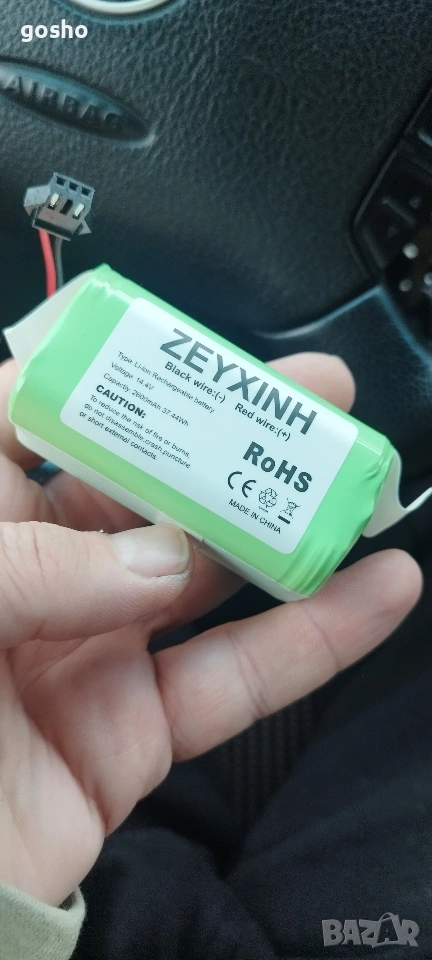 gosho
AIRBAG
ZEYXINH
Black wire:(-) Red wire:(+)
Type: Li-ion Rechargeable battery
Voltage: 14.4V
Capacity: 2600mAh 37.44Wh
CAUTION:
To reduce the risk of fire or burns,
do not disassemble,crash,puncture
or short external contacts.
RoHS
CE
MADE IN CHINA
BAZAR